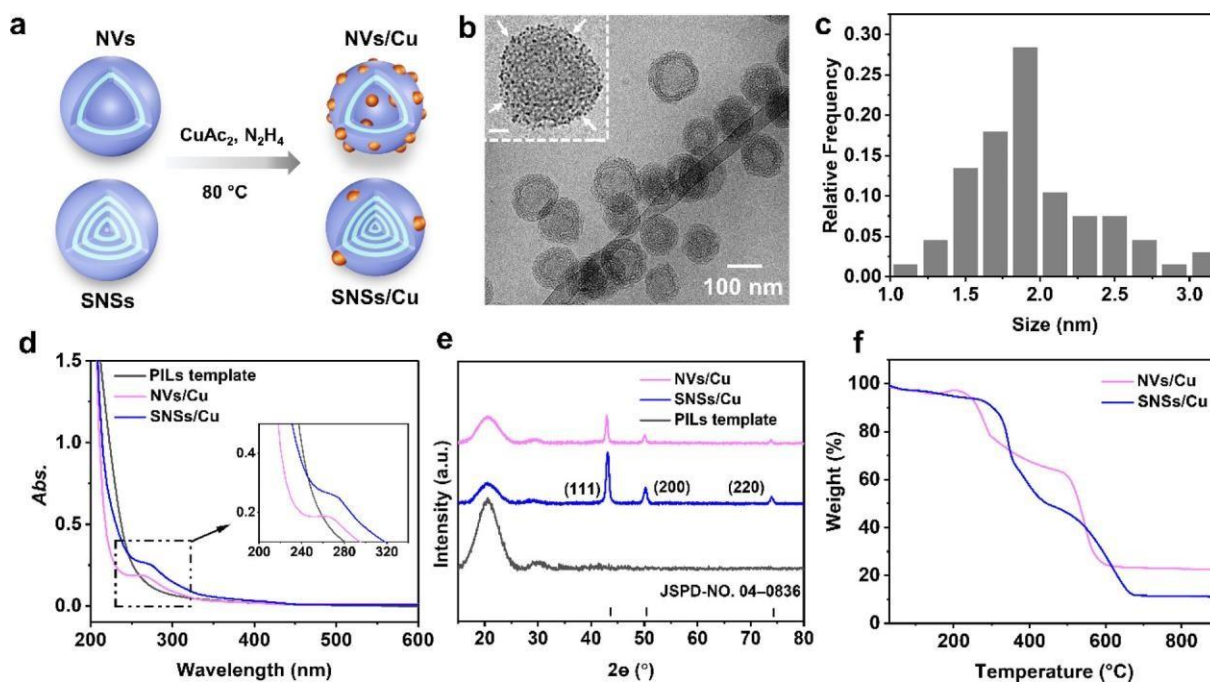 a
NVs
NVs/Cu
CuAc₂, N₂H₄
80 °C
SNSs
SNSs/Cu
b
100 nm
c
Relative Frequency
0.30
0.25
0.20
0.15
0.10
0.05
0.00
1.0 1.5 2.0 2.5 3.0
Size (nm)
d
Abs.
1.5
1.0
0.5
0.0
PILs template
NVs/Cu
SNSs/Cu
0.4
0.2
200 240 280 320
200 300 400 500 600
Wavelength (nm)
e
Intensity (a.u.)
NVs/Cu
SNSs/Cu
PILs template
(111) (200) (220)
JSPD-NO. 04–0836
20 30 40 50 60 70 80
2ө (°)
f
Weight (%)
100
80
60
40
20
0
NVs/Cu
SNSs/Cu
200 400 600 800
Temperature (°C)